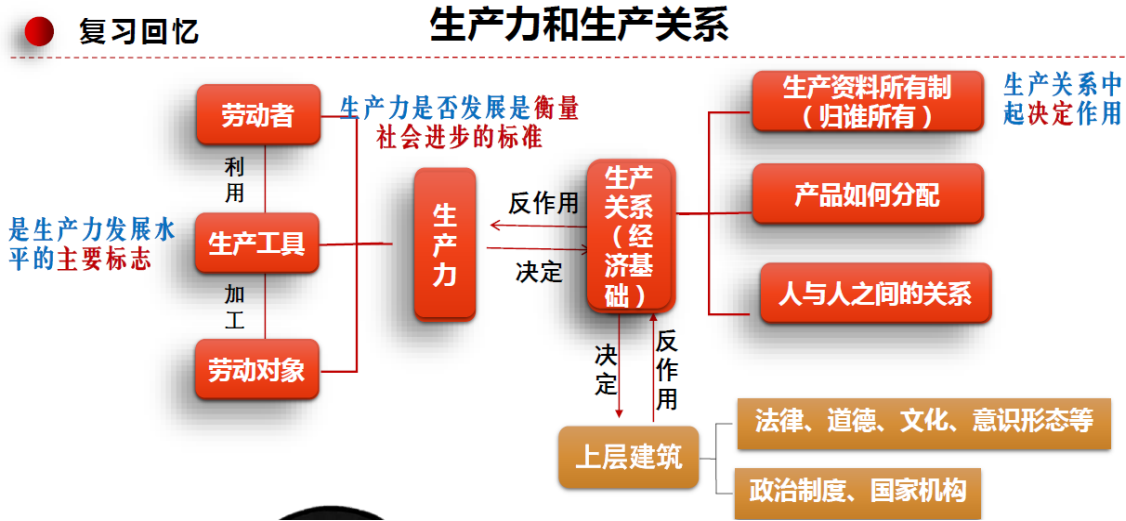 复习回忆
生产力和生产关系
劳动者
利
用
生产工具
加
工
劳动对象
是生产力发展水
平的主要标志
生产力是否发展是衡量
社会进步的标准
生
产
力
反作用
决定
生产
关系
（经
济基
础）
生产资料所有制
（归谁所有）
生产关系中
起决定作用
产品如何分配
人与人之间的关系
决
定
反
作
用
上层建筑
法律、道德、文化、意识形态等
政治制度、国家机构